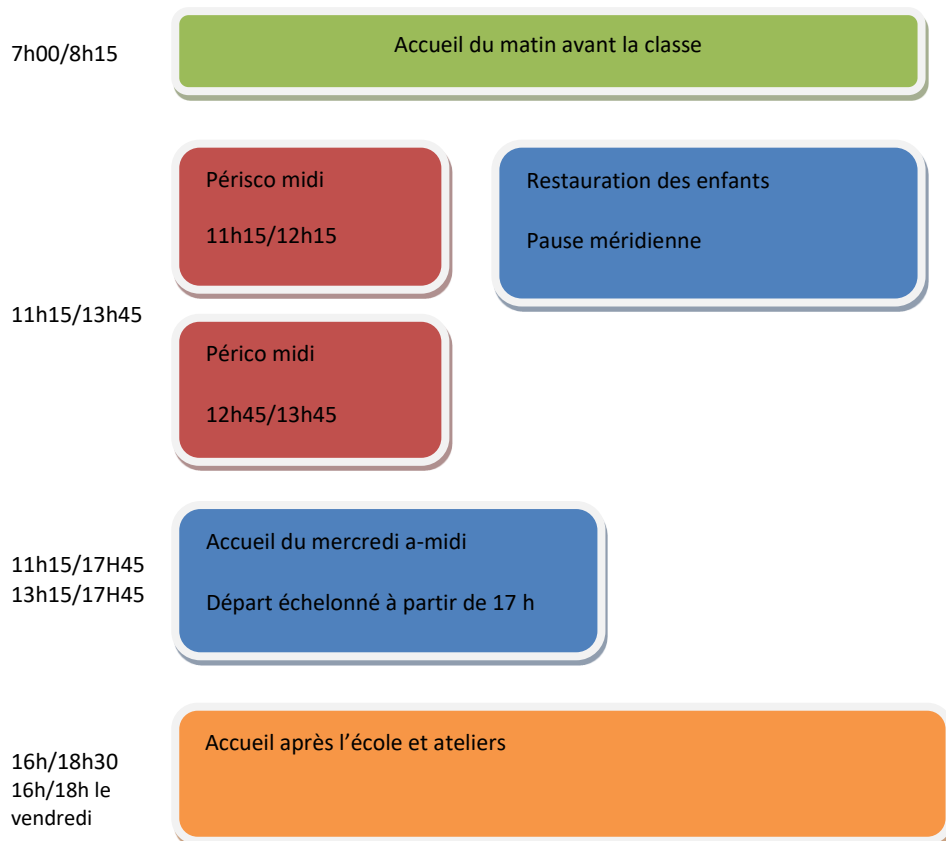 7h00/8h15
Accueil du matin avant la classe
Périsco midi
11h15/12h15
Restauration des enfants
Pause méridienne
11h15/13h45
Périco midi
12h45/13h45
11h15/17H45
13h15/17H45
Accueil du mercredi a-midi
Départ échelonné à partir de 17 h
16h/18h30
16h/18h le
vendredi
Accueil après l’école et ateliers